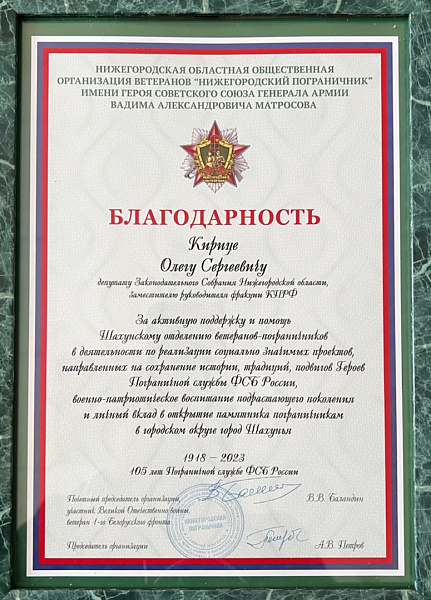 НИЖЕГОРОДСКАЯ ОБЛАСТНАЯ ОБЩЕСТВЕННАЯ
ОРГАНИЗАЦИЯ ВЕТЕРАНОВ "НИЖЕГОРОДСКИЙ ПОГРАНИЧНИК"
ИМЕНИ ГЕРОЯ СОВЕТСКОГО СОЮЗА ГЕНЕРАЛА АРМИИ
ВАДИМА АЛЕКСАНДРОВИЧА МАТРОСОВА
БЛАГОДАРНОСТЬ
Кирице
Олегу Сергеевичу
депутату Законодательного Собрания Нижегородской области,
заместителю руководителя фракции КПРФ
За активную поддержку и помощь
Шахунскому отделению ветеранов-пограничников
в деятельности по реализации социально значимых проектов,
направленных на сохранение истории, традиций, подвигов Героев
Пограничной службы ФСБ России,
военно-патриотическое воспитание подрастающего поколения
и личный вклад в открытие памятника пограничникам
в городском округе город Шахунья
1918 – 2023
105 лет Пограничной службе ФСБ России
Почетный председатель организации,
участник Великой Отечественно войны,
ветеран 1-го Белорусского фронта
В.В. Баландин
НИЖЕГОРОДСКИЙ
ПОГРАНИЧНИК
Председатель организации
А.В. Петров